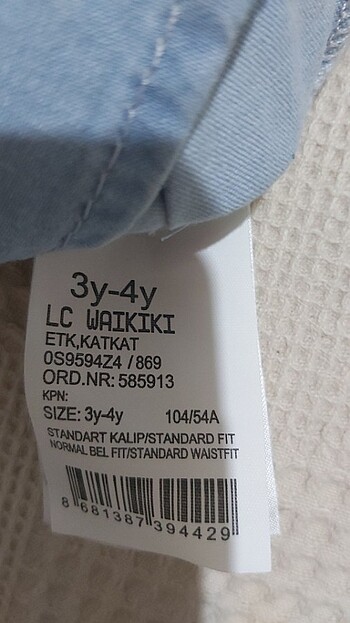 3y-4y
LC WAIKIKI
ETK,KATKAT
0S9594Z4 / 869
ORD.NR: 585913
KPN:
SIZE: 3y-4y 104/54A
STANDART KALIP/STANDARD FIT
NORMAL BEL FIT/STANDARD WAISTFIT
8 681387 394429